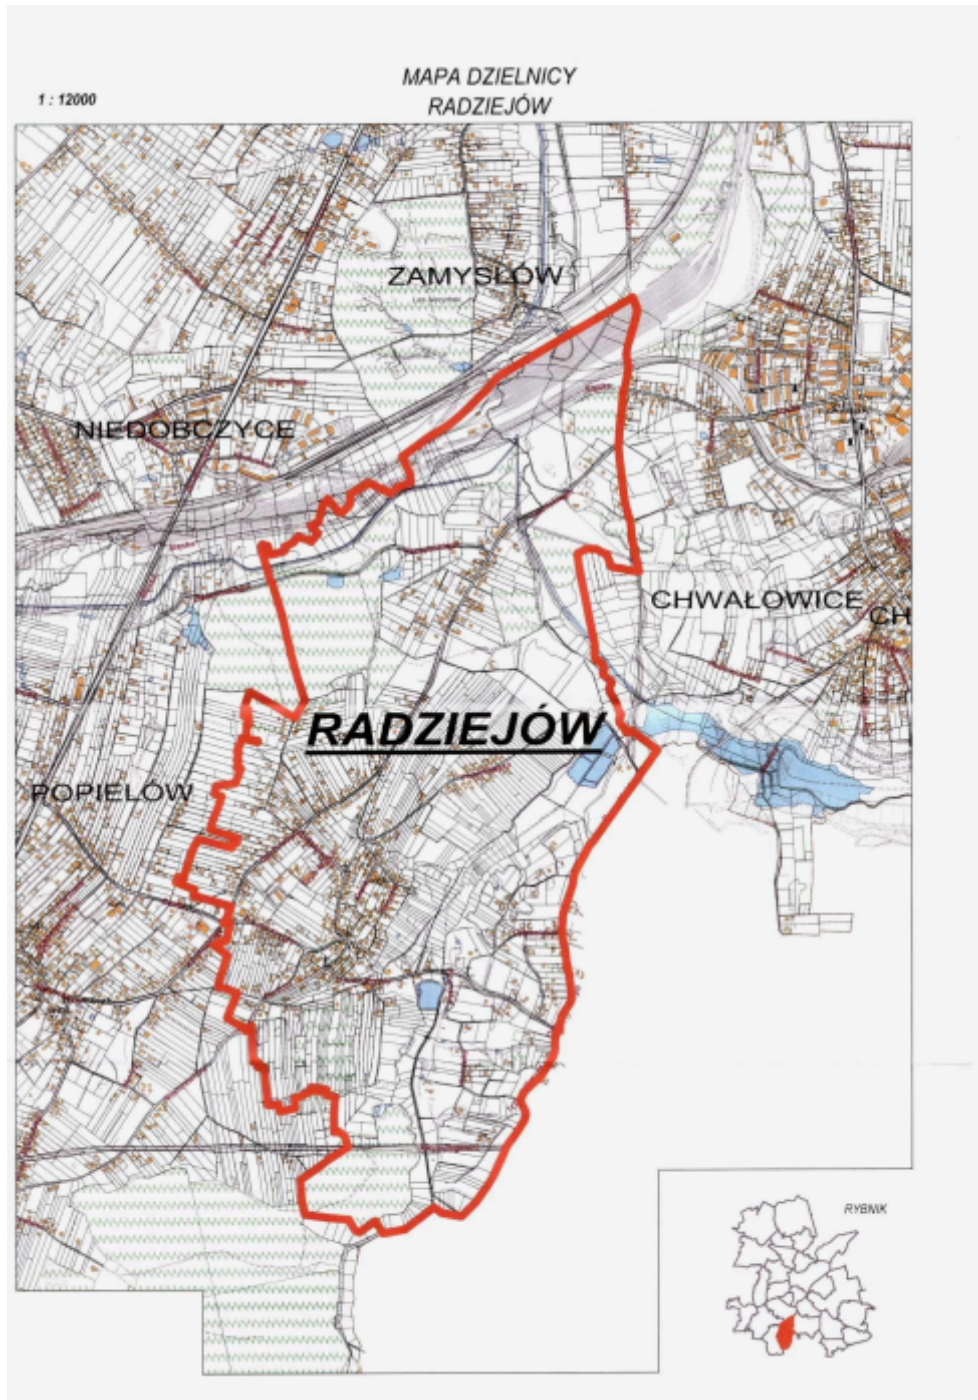 MAPA DZIELNICY
1 : 12000
RADZIEJÓW
ZAMYSŁÓW
NIEDOBCZYCE
CHWAŁOWICE
CH
RADZIEJÓW
POPIELÓW
RYBNIK